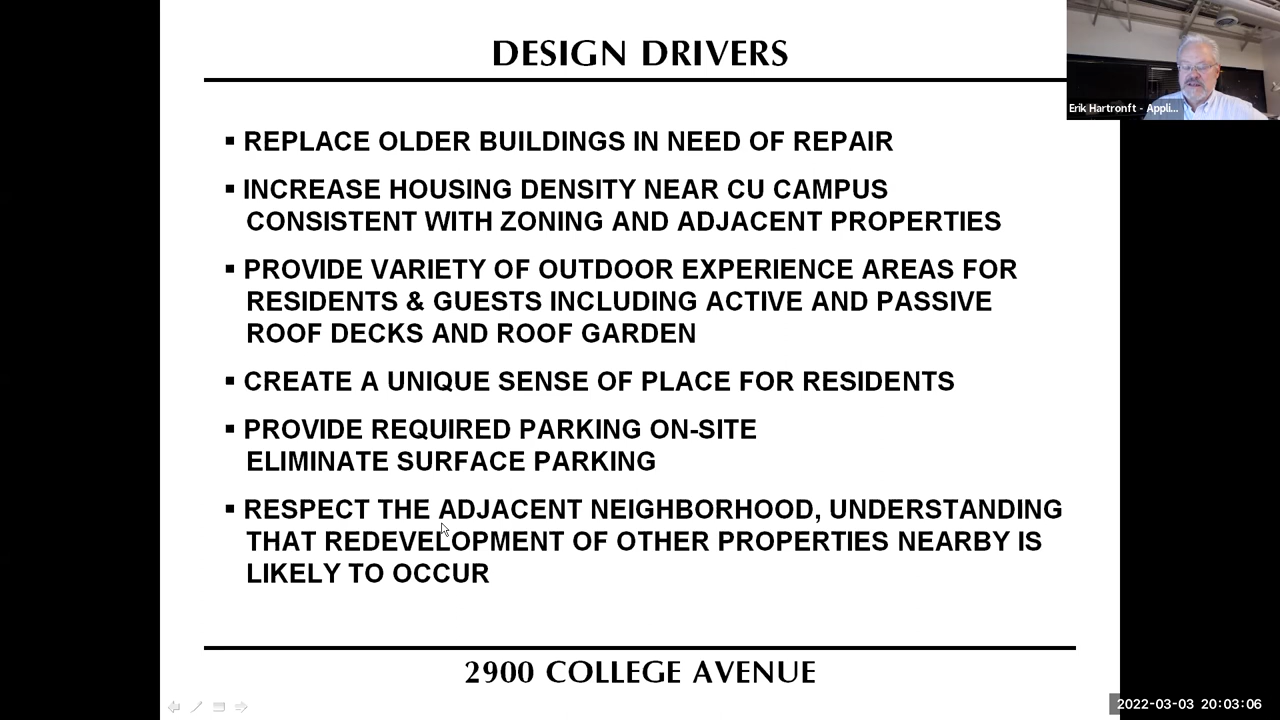 DESIGN DRIVERS
Erik Hartronft - Appli...
▪ REPLACE OLDER BUILDINGS IN NEED OF REPAIR
▪ INCREASE HOUSING DENSITY NEAR CU CAMPUS
CONSISTENT WITH ZONING AND ADJACENT PROPERTIES
▪ PROVIDE VARIETY OF OUTDOOR EXPERIENCE AREAS FOR
RESIDENTS & GUESTS INCLUDING ACTIVE AND PASSIVE
ROOF DECKS AND ROOF GARDEN
▪ CREATE A UNIQUE SENSE OF PLACE FOR RESIDENTS
▪ PROVIDE REQUIRED PARKING ON-SITE
ELIMINATE SURFACE PARKING
▪ RESPECT THE ADJACENT NEIGHBORHOOD, UNDERSTANDING
THAT REDEVELOPMENT OF OTHER PROPERTIES NEARBY IS
LIKELY TO OCCUR
2900 COLLEGE AVENUE
2022-03-03 20:03:06